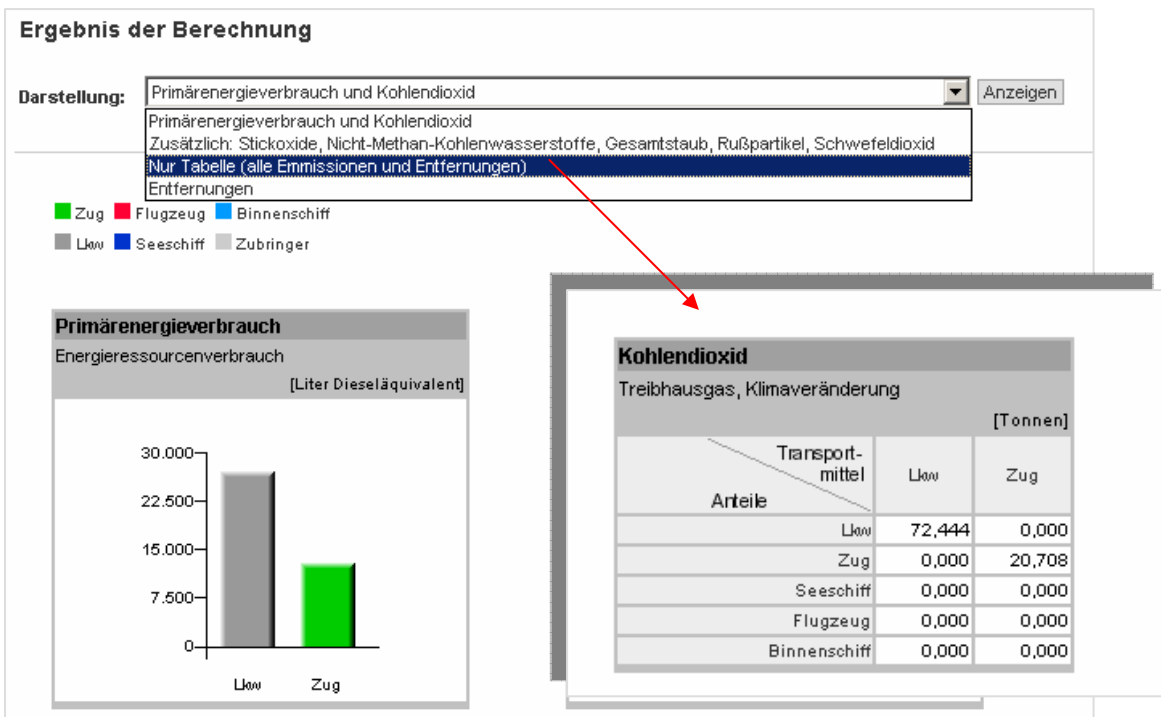 Ergebnis der Berechnung
Darstellung:
Primärenergieverbrauch und Kohlendioxid
Anzeigen
Primärenergieverbrauch und Kohlendioxid
Zusätzlich: Stickoxide, Nicht-Methan-Kohlenwasserstoffe, Gesamtstaub, Rußpartikel, Schwefeldioxid
Nur Tabelle (alle Emmissionen und Entfernungen)
Entfernungen
Zug Flugzeug Binnenschiff
Lkw Seeschiff Zubringer
Primärenergieverbrauch
Energieressourcenverbrauch
[Liter Dieseläquivalent]
30.000
22.500
15.000
7.500
0
Lkw Zug
Kohlendioxid
Treibhausgas, Klimaveränderung
[Tonnen]
Transport-
mittel
Anteile
Lkw Zug
Lkw 72,444 0,000
Zug 0,000 20,708
Seeschiff 0,000 0,000
Flugzeug 0,000 0,000
Binnenschiff 0,000 0,000